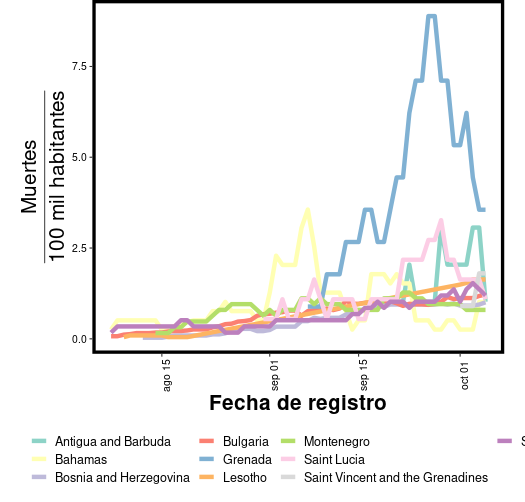 7.5
5.0
2.5
0.0
Muertes
100 mil habitantes
ago 15
sep 01
sep 15
oct 01
Fecha de registro
Antigua and Barbuda
Bulgaria
Montenegro
Bahamas
Grenada
Saint Lucia
Bosnia and Herzegovina
Lesotho
Saint Vincent and the Grenadines